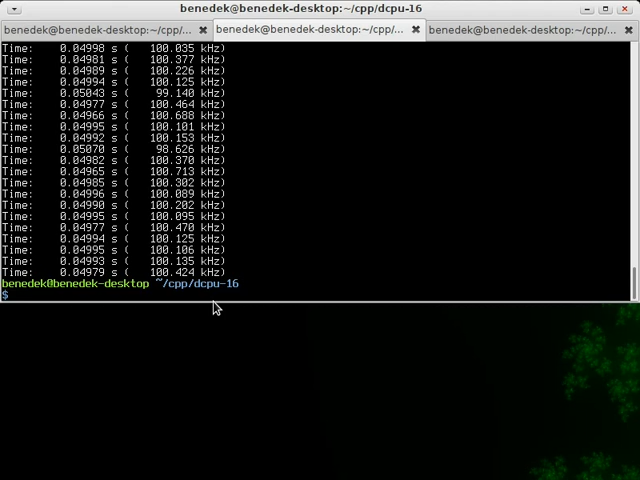 benedek@benedek-desktop:~/cpp/dcpu-16
benedek@benedek-desktop:~/cpp/... benedek@benedek-desktop:~/cpp/... benedek@benedek-desktop:~/cpp/...
Time: 0.04998 s ( 100.035 kHz)
Time: 0.04981 s ( 100.377 kHz)
Time: 0.04989 s ( 100.226 kHz)
Time: 0.04994 s ( 100.125 kHz)
Time: 0.05043 s ( 99.140 kHz)
Time: 0.04977 s ( 100.464 kHz)
Time: 0.04966 s ( 100.688 kHz)
Time: 0.04995 s ( 100.101 kHz)
Time: 0.04992 s ( 100.153 kHz)
Time: 0.05070 s ( 98.626 kHz)
Time: 0.04982 s ( 100.370 kHz)
Time: 0.04965 s ( 100.713 kHz)
Time: 0.04985 s ( 100.302 kHz)
Time: 0.04996 s ( 100.089 kHz)
Time: 0.04990 s ( 100.202 kHz)
Time: 0.04995 s ( 100.095 kHz)
Time: 0.04977 s ( 100.470 kHz)
Time: 0.04994 s ( 100.125 kHz)
Time: 0.04995 s ( 100.106 kHz)
Time: 0.04993 s ( 100.135 kHz)
Time: 0.04979 s ( 100.424 kHz)
benedek@benedek-desktop ~/cpp/dcpu-16
$